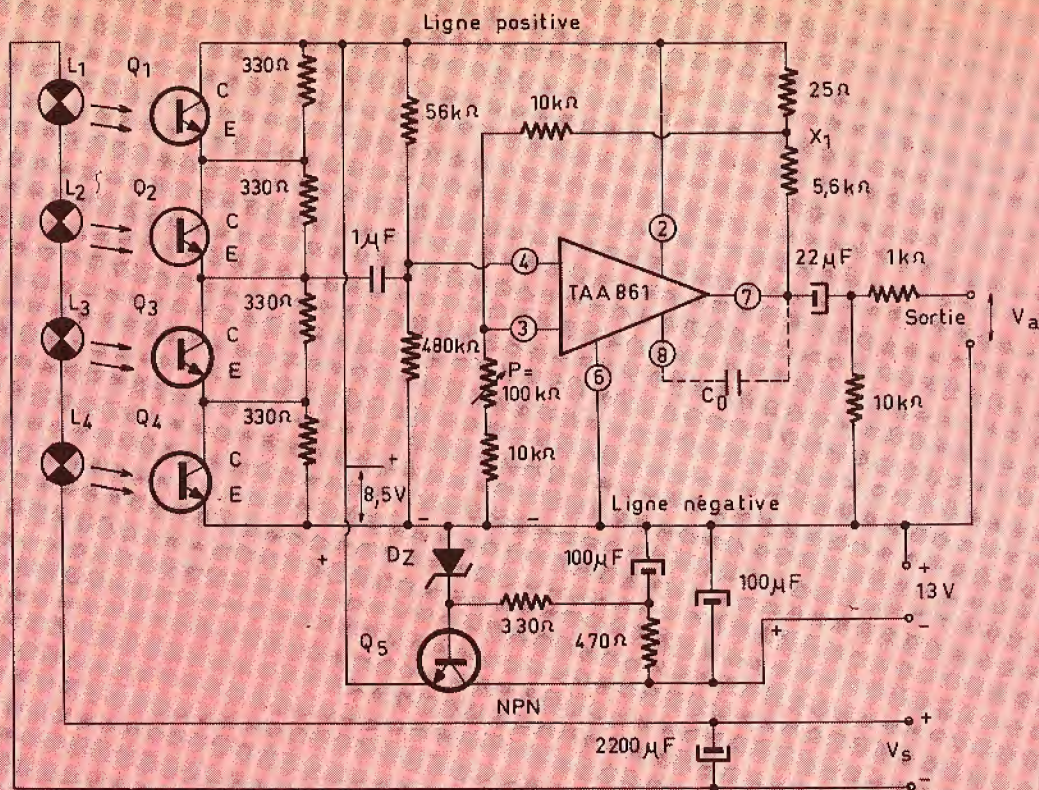 Ligne positive
L1
Q1
C
E
330Ω
56kΩ
10kΩ
25Ω
X1
5,6kΩ
L2
Q2
C
E
330Ω
1µF
4
2
TAA 861
7
22µF
1kΩ
Sortie
Va
L3
Q3
C
E
330Ω
480kΩ
3
6
8
C0
P=
100kΩ
10kΩ
10kΩ
L4
Q4
C
E
330Ω
+
8,5V
-
-
Ligne négative
+
DZ
100µF
100µF
+
13V
-
+
330Ω
470Ω
Q5
NPN
2200µF
+
Vs
-